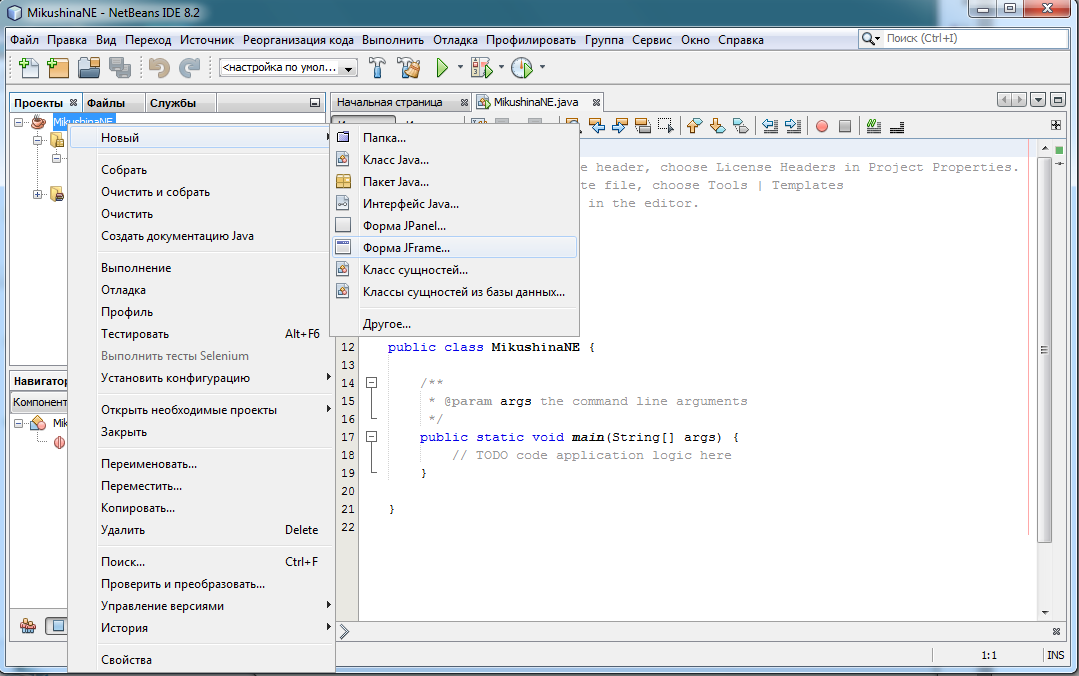 MikushinaNE - NetBeans IDE 8.2
Файл Правка Вид Переход Источник Реорганизация кода Выполнить Отладка Профилировать Группа Сервис Окно Справка
Поиск (Ctrl+I)
<настройка по умол...
Проекты Файлы Службы
Начальная страница MikushinaNE.java
MikushinaNE
Новый
Собрать
Очистить и собрать
Очистить
Создать документацию Java
Выполнение
Отладка
Профиль
Тестировать Alt+F6
Выполнить тесты Selenium
Установить конфигурацию
Открыть необходимые проекты
Закрыть
Переименовать...
Переместить...
Копировать...
Удалить Delete
Поиск... Ctrl+F
Проверить и преобразовать...
Управление версиями
История
Свойства
Папка...
Класс Java...
Пакет Java...
Интерфейс Java...
Форма JPanel...
Форма JFrame...
Класс сущностей...
Классы сущностей из базы данных...
Другое...
Навигатор
Компонент
Mik
e header, choose License Headers in Project Properties.
te file, choose Tools | Templates
in the editor.
12 public class MikushinaNE {
13
14 /**
15 * @param args the command line arguments
16 */
17 public static void main(String[] args) {
18 // TODO code application logic here
19 }
20
21 }
22
1:1 INS